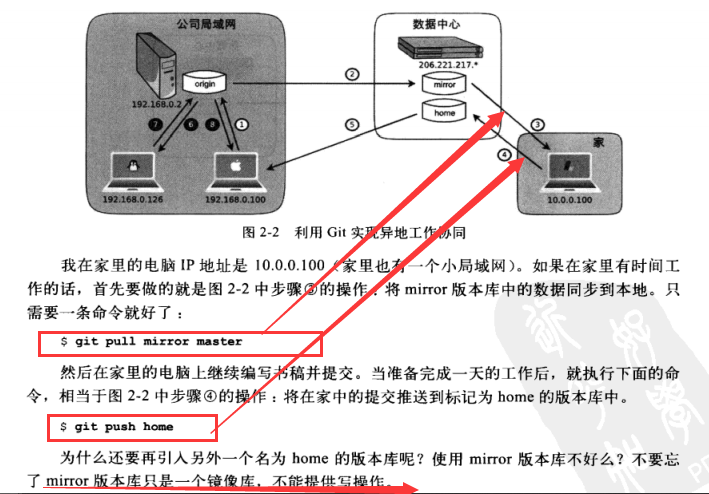 公司局域网
数据中心
206.221.217.*
origin
mirror
home
192.168.0.2
②
③
⑤
④
⑦
⑥
⑧
①
家
192.168.0.126
192.168.0.100
10.0.0.100
图 2-2 利用 Git 实现异地工作协同
我在家里的电脑 IP 地址是 10.0.0.100（家里也有一个小局域网）。如果在家里有时间工
作的话，首先要做的就是图 2-2 中步骤③的操作：将 mirror 版本库中的数据同步到本地。只
需要一条命令就好了：
$ git pull mirror master
然后在家里的电脑上继续编写书稿并提交。当准备完成一天的工作后，就执行下面的命
令，相当于图 2-2 中步骤④的操作：将在家中的提交推送到标记为 home 的版本库中。
$ git push home
为什么还要再引入另外一个名为 home 的版本库呢？使用 mirror 版本库不好么？不要忘
了 mirror 版本库只是一个镜像库，不能提供写操作。